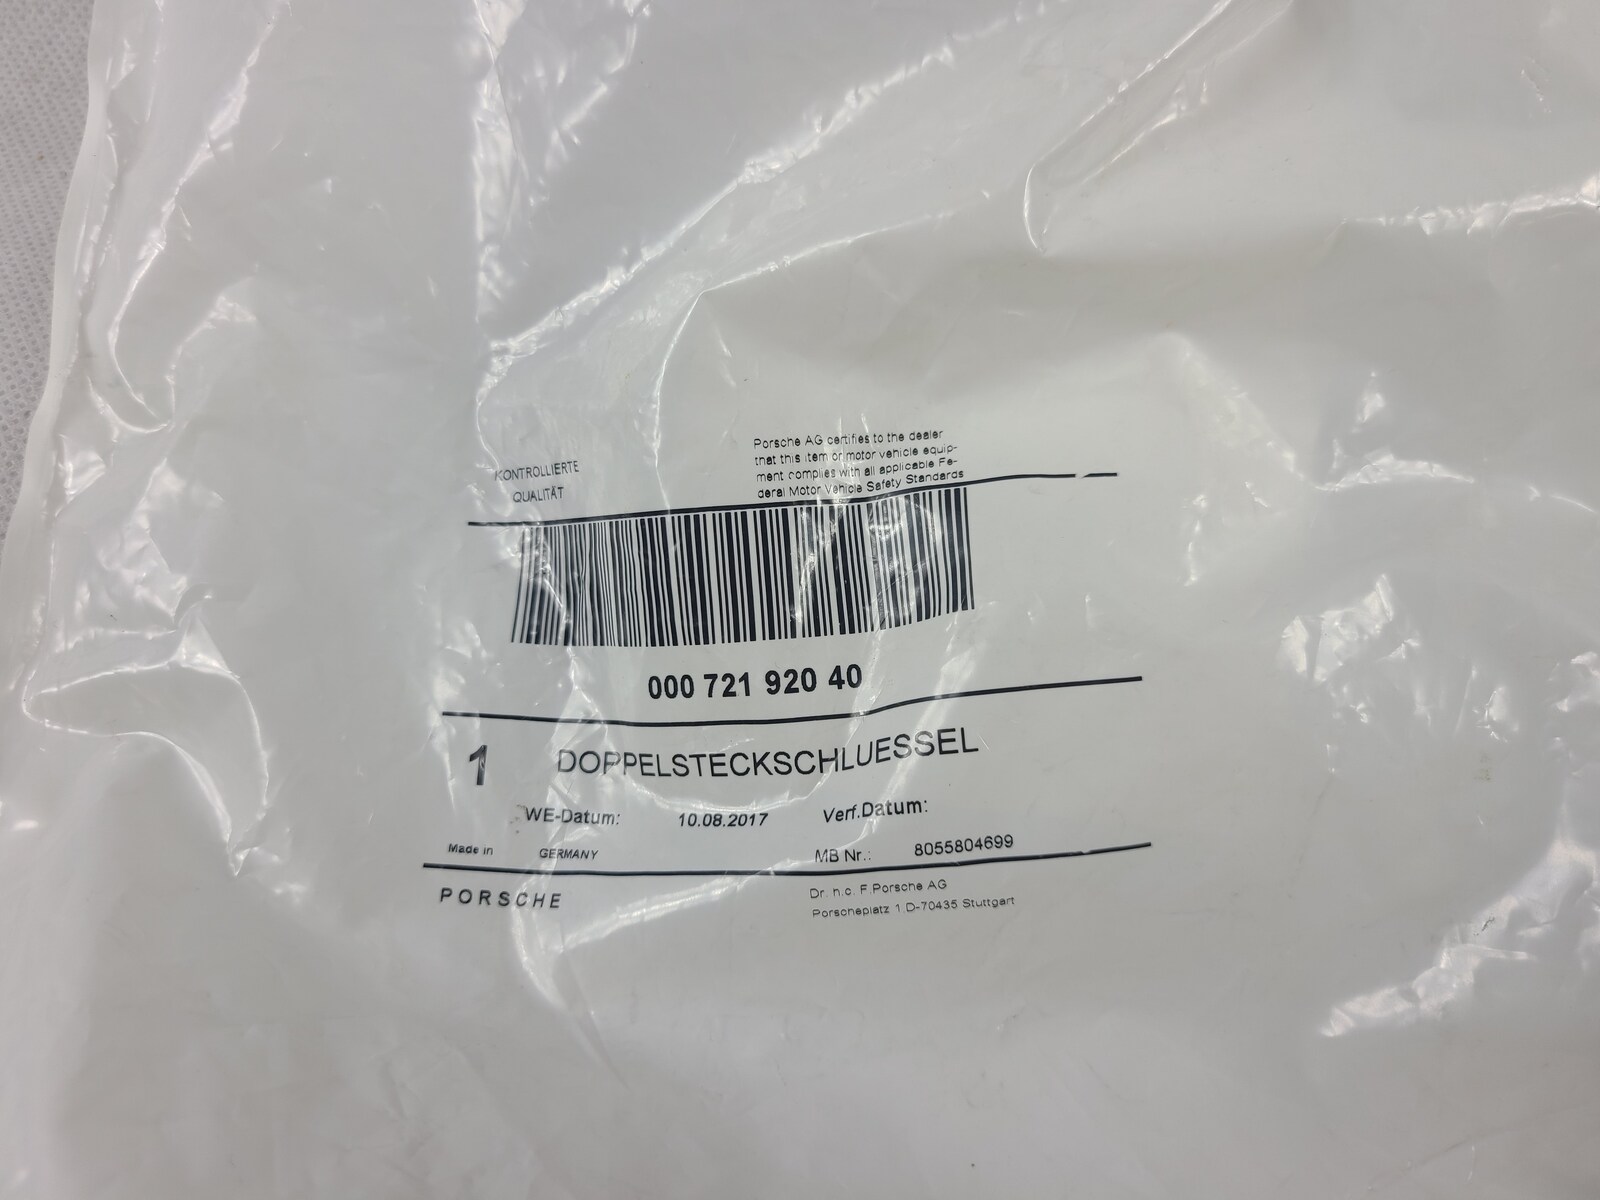 KONTROLLIERTE
QUALITÄT
Porsche AG certifies to the dealer
that this item or motor vehicle equip-
ment complies with all applicable Fe-
deral Motor Vehicle Safety Standards
000 721 920 40
1 DOPPELSTECKSCHLUESSEL
WE-Datum: 10.08.2017 Verf.Datum:
Made in GERMANY MB Nr.: 8055804699
PORSCHE
Dr. h.c. F.Porsche AG
Porscheplatz 1 D-70435 Stuttgart